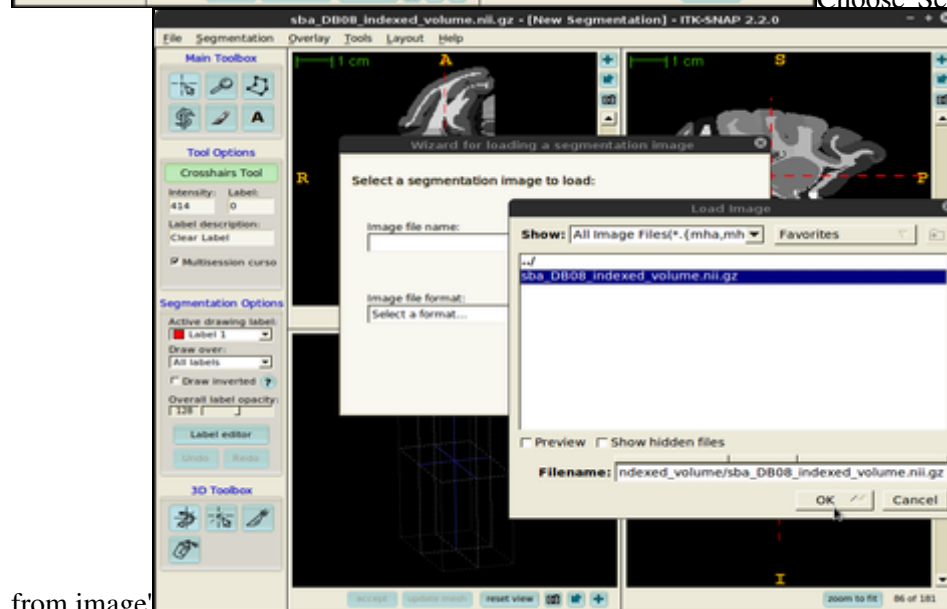 Choose 'Se
sba_DB08_indexed_volume.nii.gz - [New Segmentation] - ITK-SNAP 2.2.0
File Segmentation Overlay Tools Layout Help
Main Toolbox
A
Tool Options
Crosshairs Tool
Intensity: Label:
414 0
Label description:
Clear Label
Multisession curso
Segmentation Options
Active drawing label:
Label 1
Draw over:
All labels
Draw inverted ?
Overall label opacity:
128
Label editor
Undo Redo
3D Toolbox
1 cm
A
R
1 cm
S
P
Wizard for loading a segmentation image
Select a segmentation image to load:
Image file name:
Image file format:
Select a format...
Load Image
Show: All Image Files(*.{mha,mh Favorites
../
sba_DB08_indexed_volume.nii.gz
Preview Show hidden files
Filename: ndexed_volume/sba_DB08_indexed_volume.nii.gz
OK Cancel
I
accept update mesh reset view
zoom to fit 86 of 181
from image'